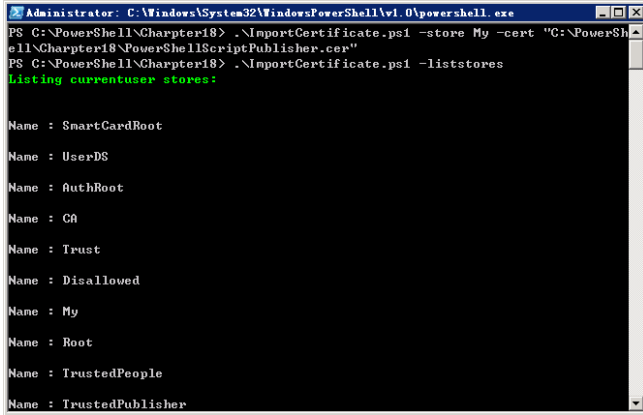 Administrator: C:\Windows\System32\WindowsPowerShell\v1.0\powershell.exe
PS C:\PowerShell\Charpter18> .\ImportCertificate.ps1 -store My -cert "C:\PowerSh
ell\Charpter18\PowerShellScriptPublisher.cer"
PS C:\PowerShell\Charpter18> .\ImportCertificate.ps1 -liststores
Listing currentuser stores:
Name : SmartCardRoot
Name : UserDS
Name : AuthRoot
Name : CA
Name : Trust
Name : Disallowed
Name : My
Name : Root
Name : TrustedPeople
Name : TrustedPublisher